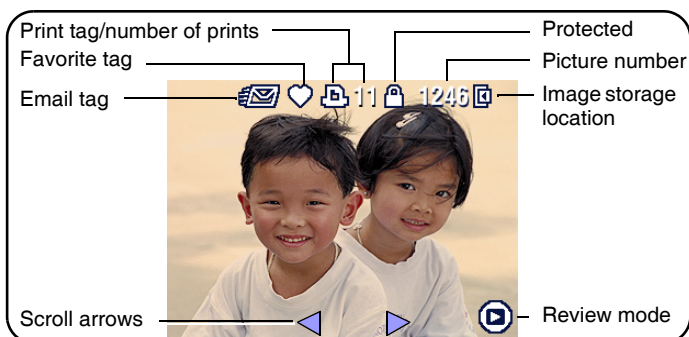 Print tag/number of prints
Favorite tag
Email tag
Protected
Picture number
Image storage
location
11 1246
Scroll arrows
Review mode